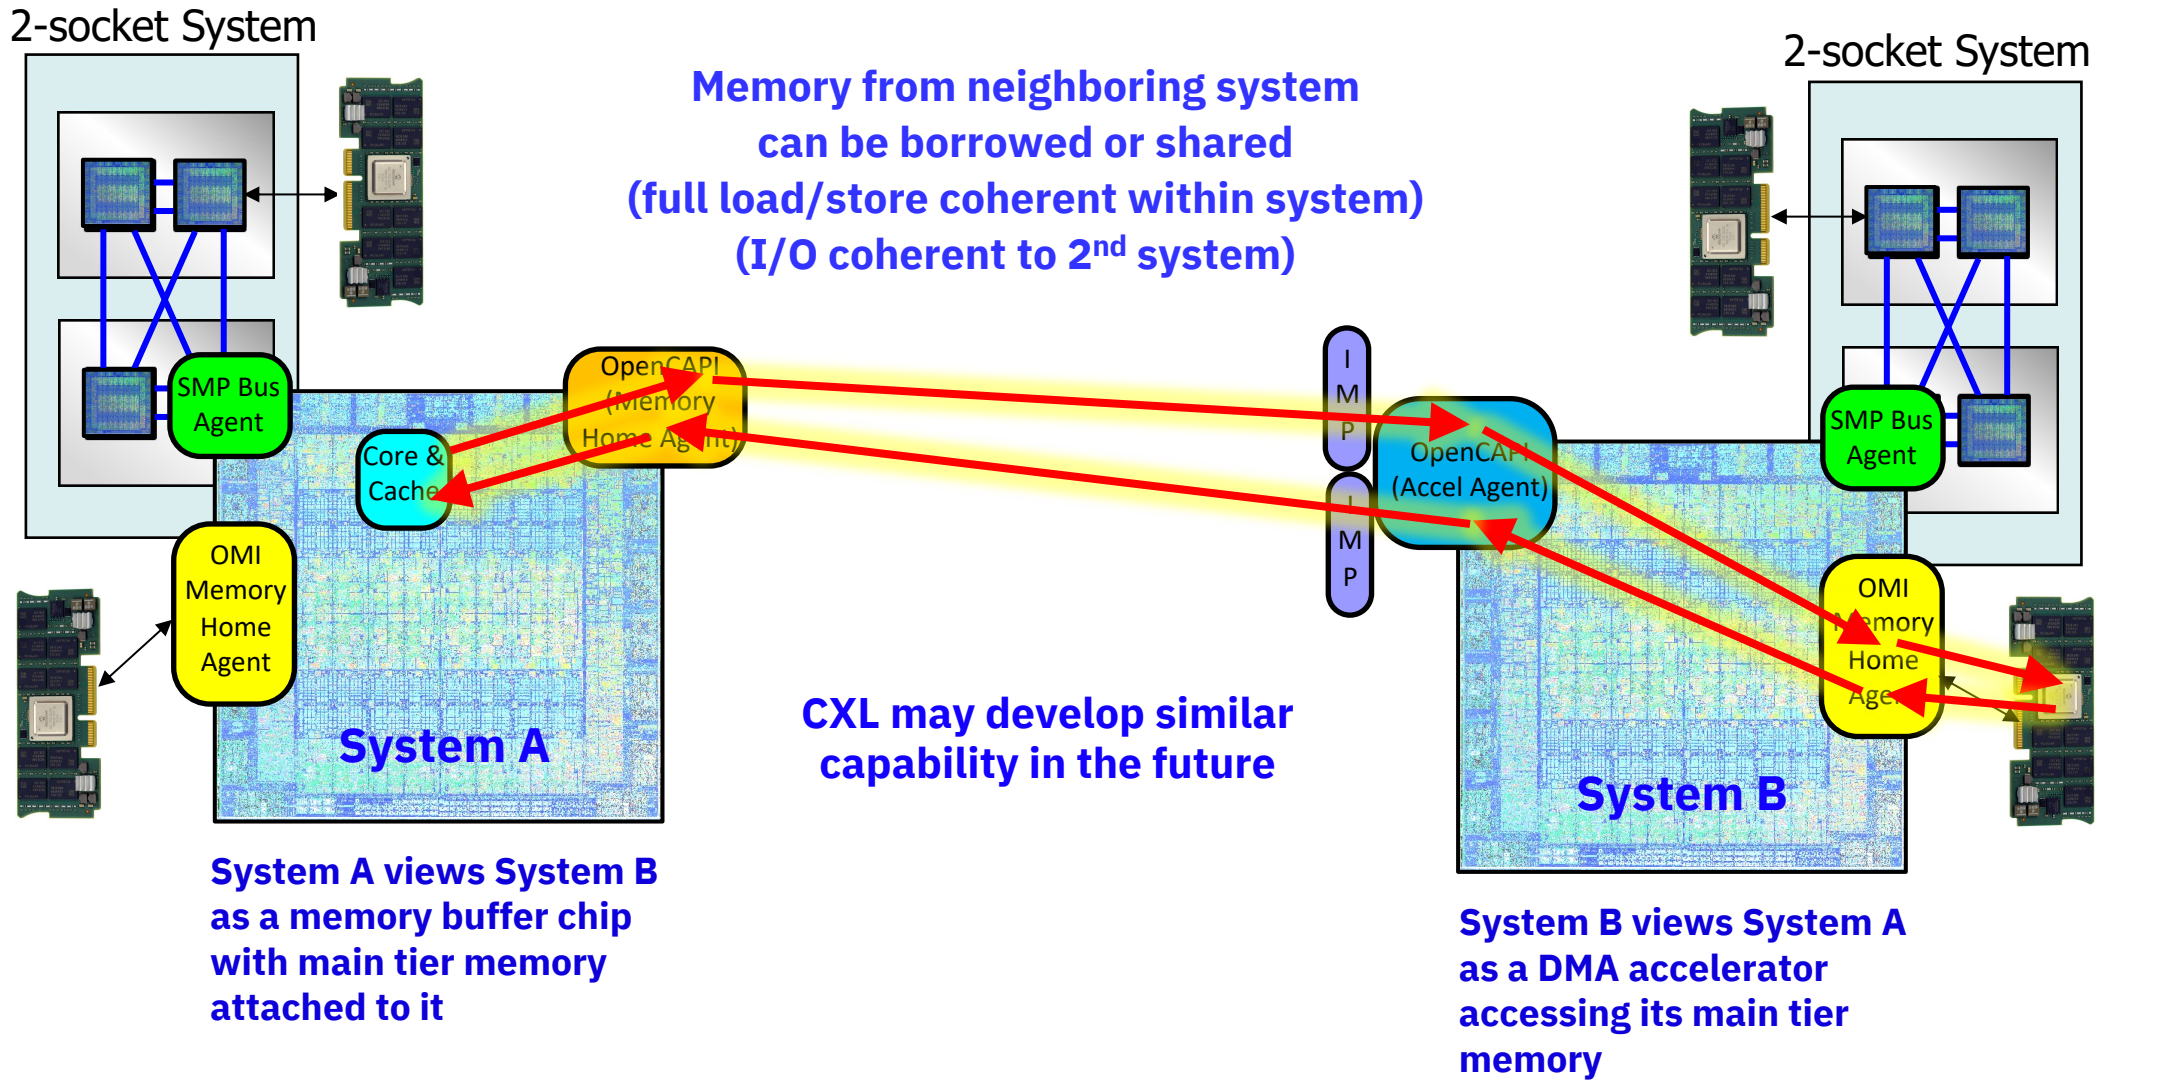 2-socket System
2-socket System
Memory from neighboring system
can be borrowed or shared
(full load/store coherent within system)
(I/O coherent to 2nd system)
SMP Bus
Agent
OpenCAPI
(Memory
Home Agent)
Core &
Cache
OMI
Memory
Home
Agent
System A
I
M
P
I
M
P
OpenCAPI
(Accel Agent)
SMP Bus
Agent
OMI
Memory
Home
Agent
System B
CXL may develop similar
capability in the future
System A views System B
as a memory buffer chip
with main tier memory
attached to it
System B views System A
as a DMA accelerator
accessing its main tier
memory